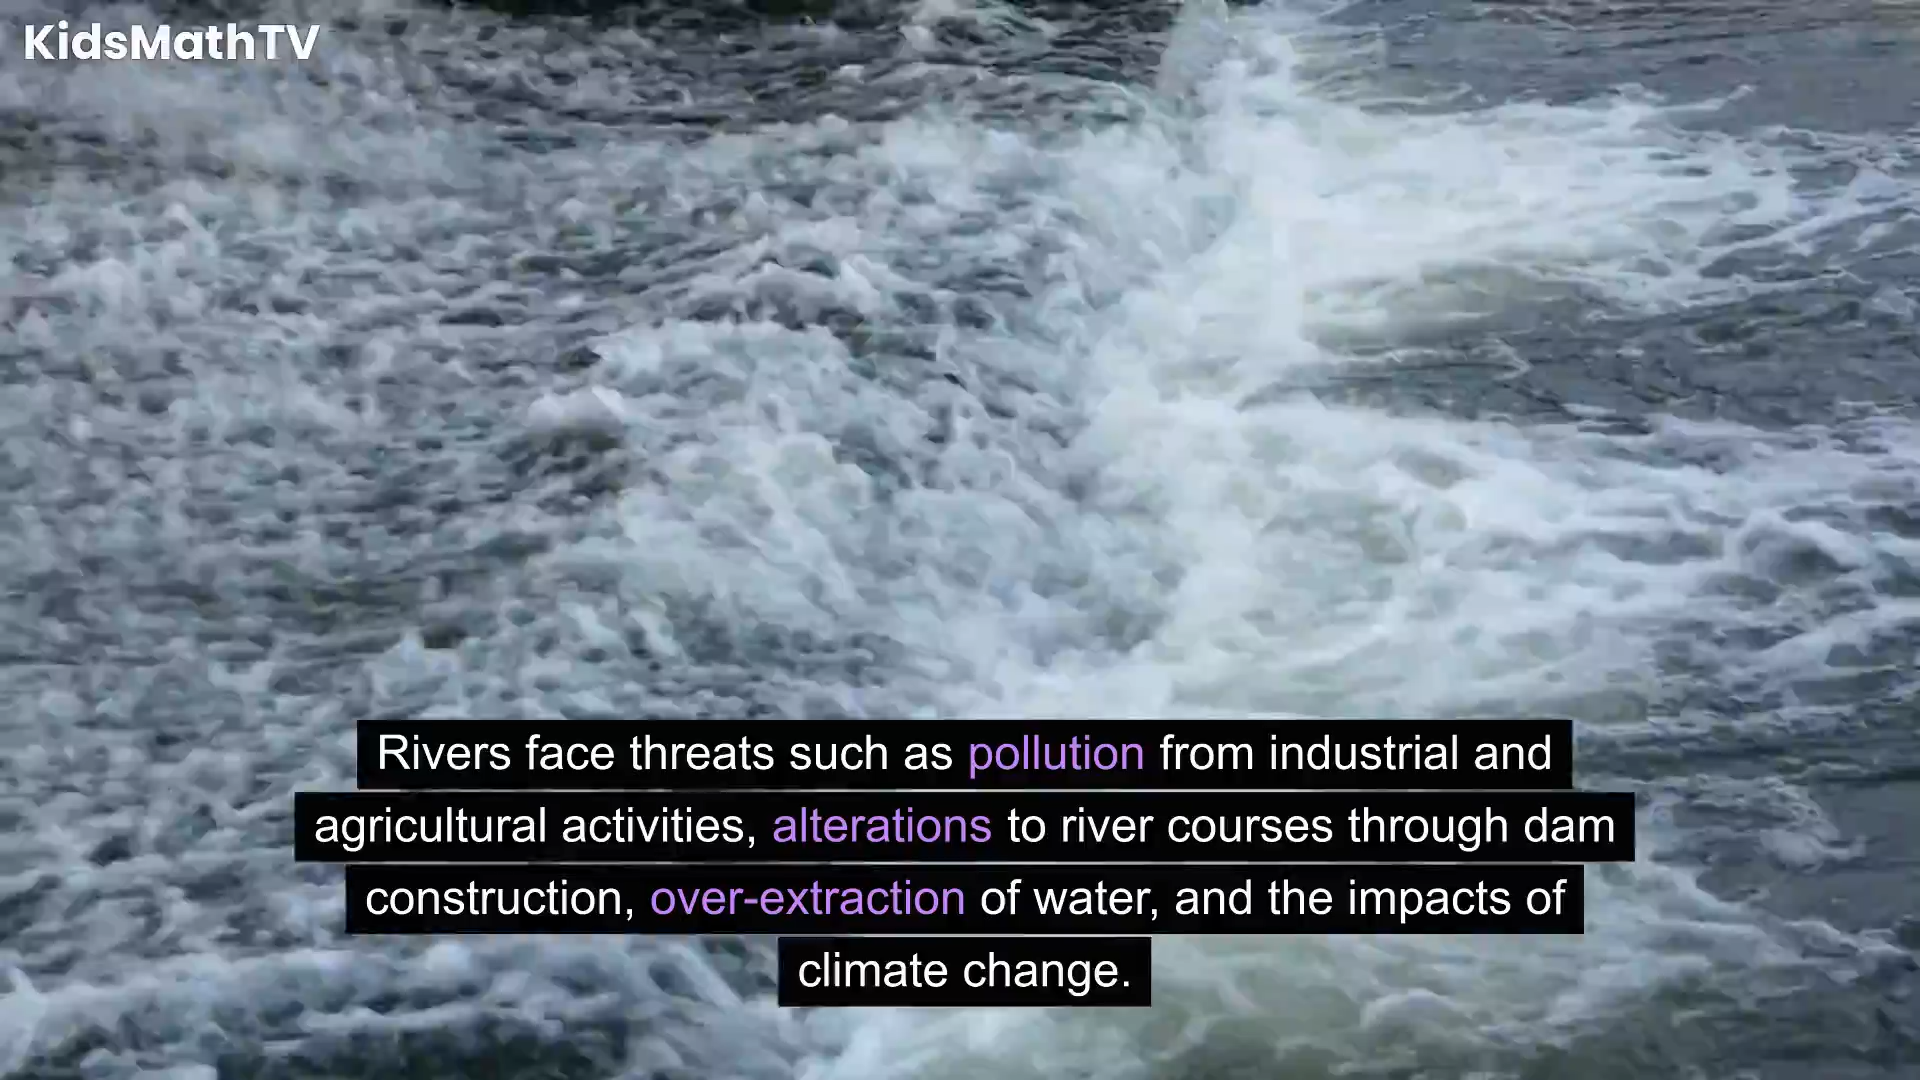 KidsMathTV
Rivers face threats such as pollution from industrial and
agricultural activities, alterations to river courses through dam
construction, over-extraction of water, and the impacts of
climate change.